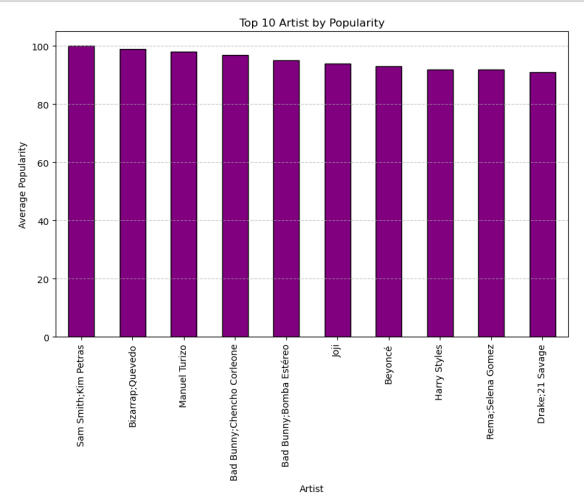 Top 10 Artist by Popularity
Average Popularity
100
80
60
40
20
0
Sam Smith;Kim Petras
Bizarrap;Quevedo
Manuel Turizo
Bad Bunny;Chencho Corleone
Bad Bunny;Bomba Estéreo
Joji
Beyoncé
Harry Styles
Rema;Selena Gomez
Drake;21 Savage
Artist